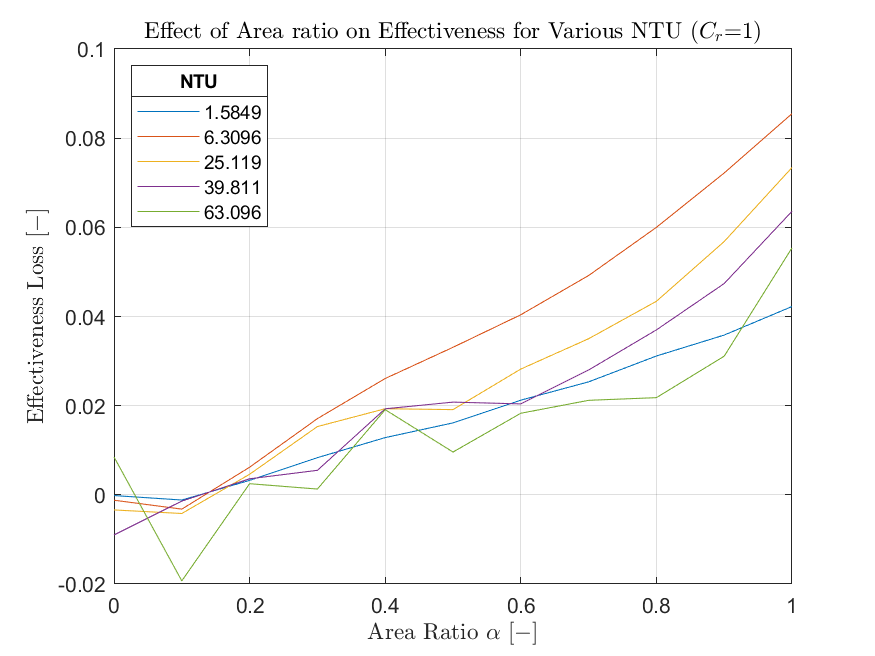 Effect of Area ratio on Effectiveness for Various NTU (Cᵣ=1)
0.1
0.08
0.06
0.04
0.02
0
-0.02
Effectiveness Loss [−]
NTU
1.5849
6.3096
25.119
39.811
63.096
0 0.2 0.4 0.6 0.8 1
Area Ratio α [−]